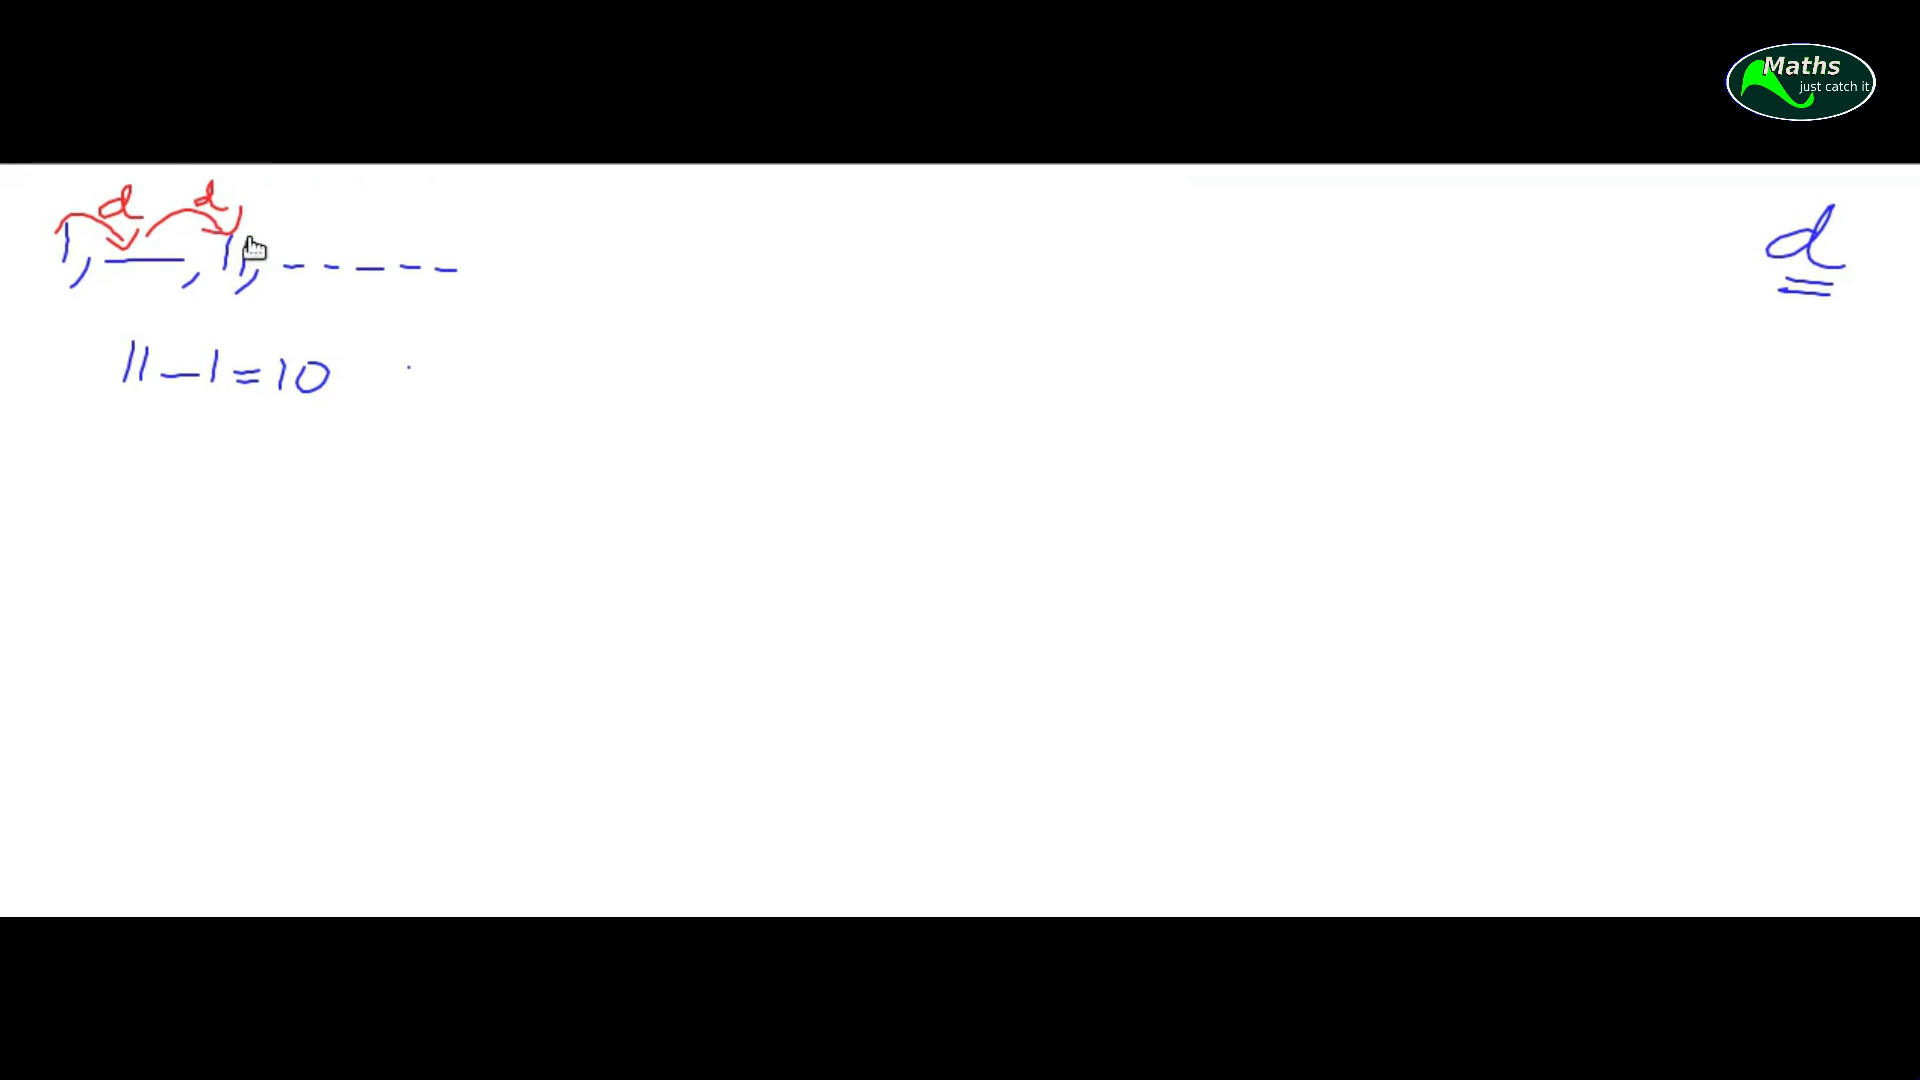 Maths
just catch it
d d
1, ___, 11, - - - - -
d
11 - 1 = 10